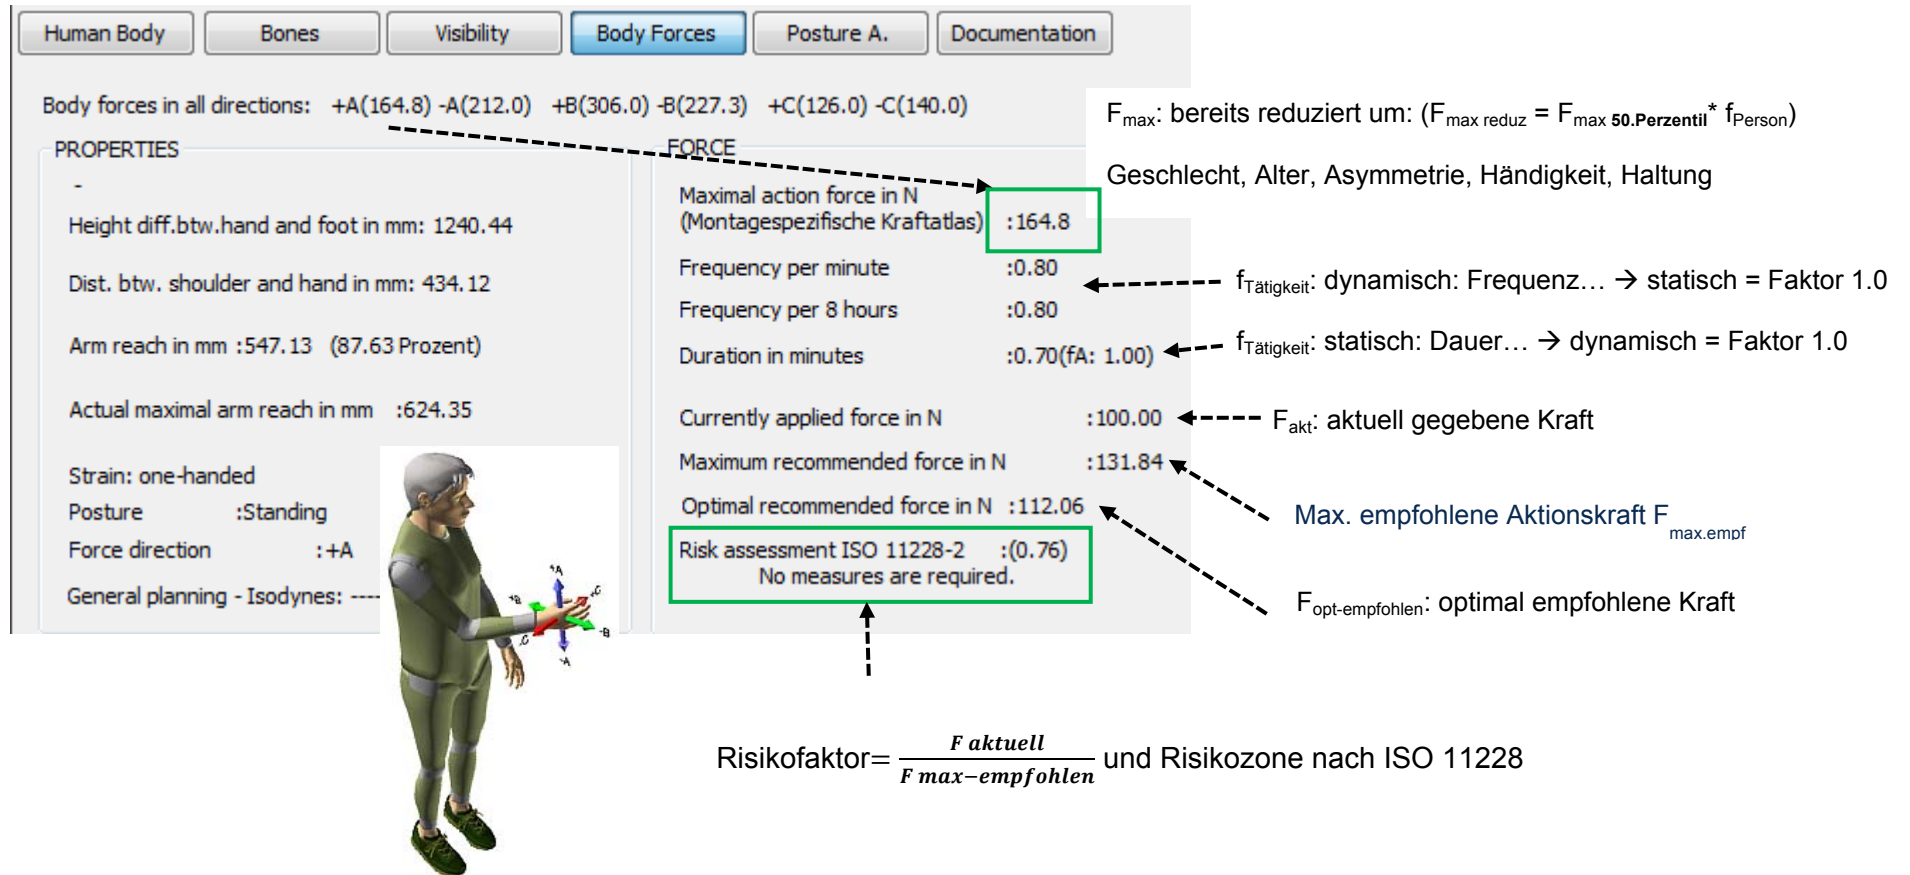 Human Body Bones Visibility Body Forces Posture A. Documentation
Body forces in all directions: +A(164.8) -A(212.0) +B(306.0) -B(227.3) +C(126.0) -C(140.0)
PROPERTIES
-
Height diff.btw.hand and foot in mm: 1240.44
Dist. btw. shoulder and hand in mm: 434.12
Arm reach in mm :547.13 (87.63 Prozent)
Actual maximal arm reach in mm :624.35
Strain: one-handed
Posture :Standing
Force direction :+A
General planning - Isodynes: ----
+A
+B
+C
-C
-B
-A
FORCE
Maximal action force in N
(Montagespezifische Kraftatlas) :164.8
Frequency per minute :0.80
Frequency per 8 hours :0.80
Duration in minutes :0.70(fA: 1.00)
Currently applied force in N :100.00
Maximum recommended force in N :131.84
Optimal recommended force in N :112.06
Risk assessment ISO 11228-2 :(0.76)
No measures are required.
Fmax: bereits reduziert um: (Fmax reduz = Fmax 50.Perzentil* fPerson)
Geschlecht, Alter, Asymmetrie, Händigkeit, Haltung
fTätigkeit: dynamisch: Frequenz… → statisch = Faktor 1.0
fTätigkeit: statisch: Dauer… → dynamisch = Faktor 1.0
Fakt: aktuell gegebene Kraft
Max. empfohlene Aktionskraft Fmax.empf
Fopt-empfohlen: optimal empfohlene Kraft
Risikofaktor= F aktuell / F max−empfohlen und Risikozone nach ISO 11228